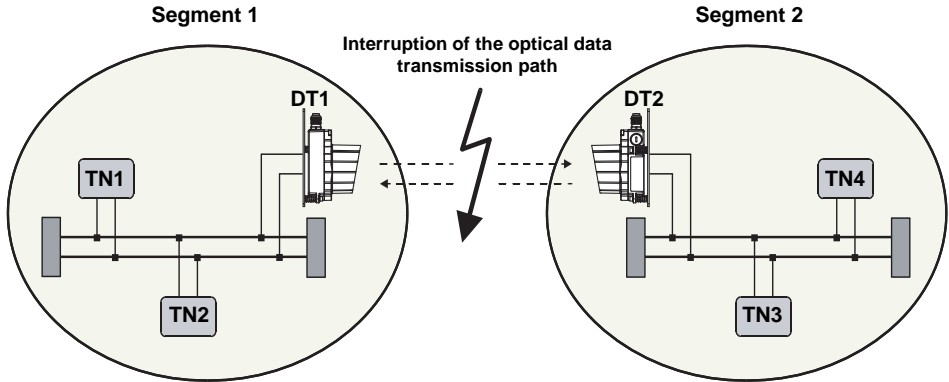 Segment 1
Segment 2
Interruption of the optical data
transmission path
DT1
DT2
TN1
TN4
TN2
TN3